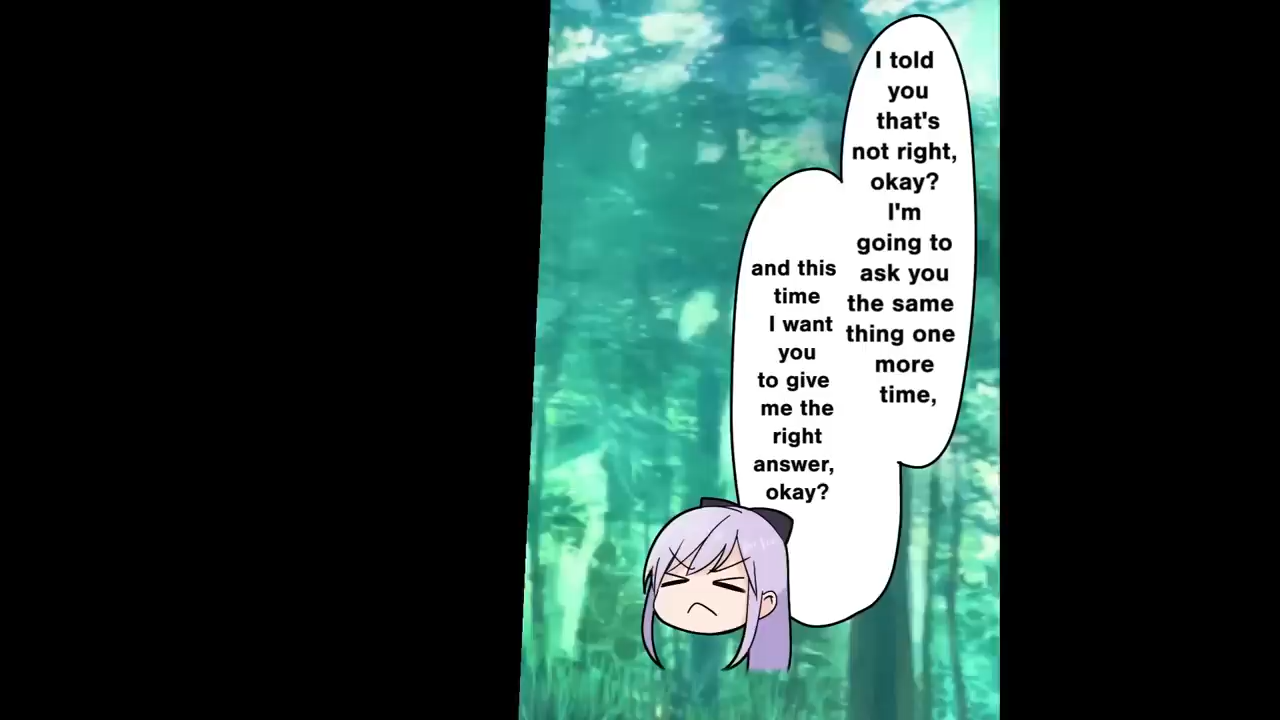 I told
you
that's
not right,
okay?
I'm
going to
ask you
the same
thing one
more
time,
and this
time
I want
you
to give
me the
right
answer,
okay?